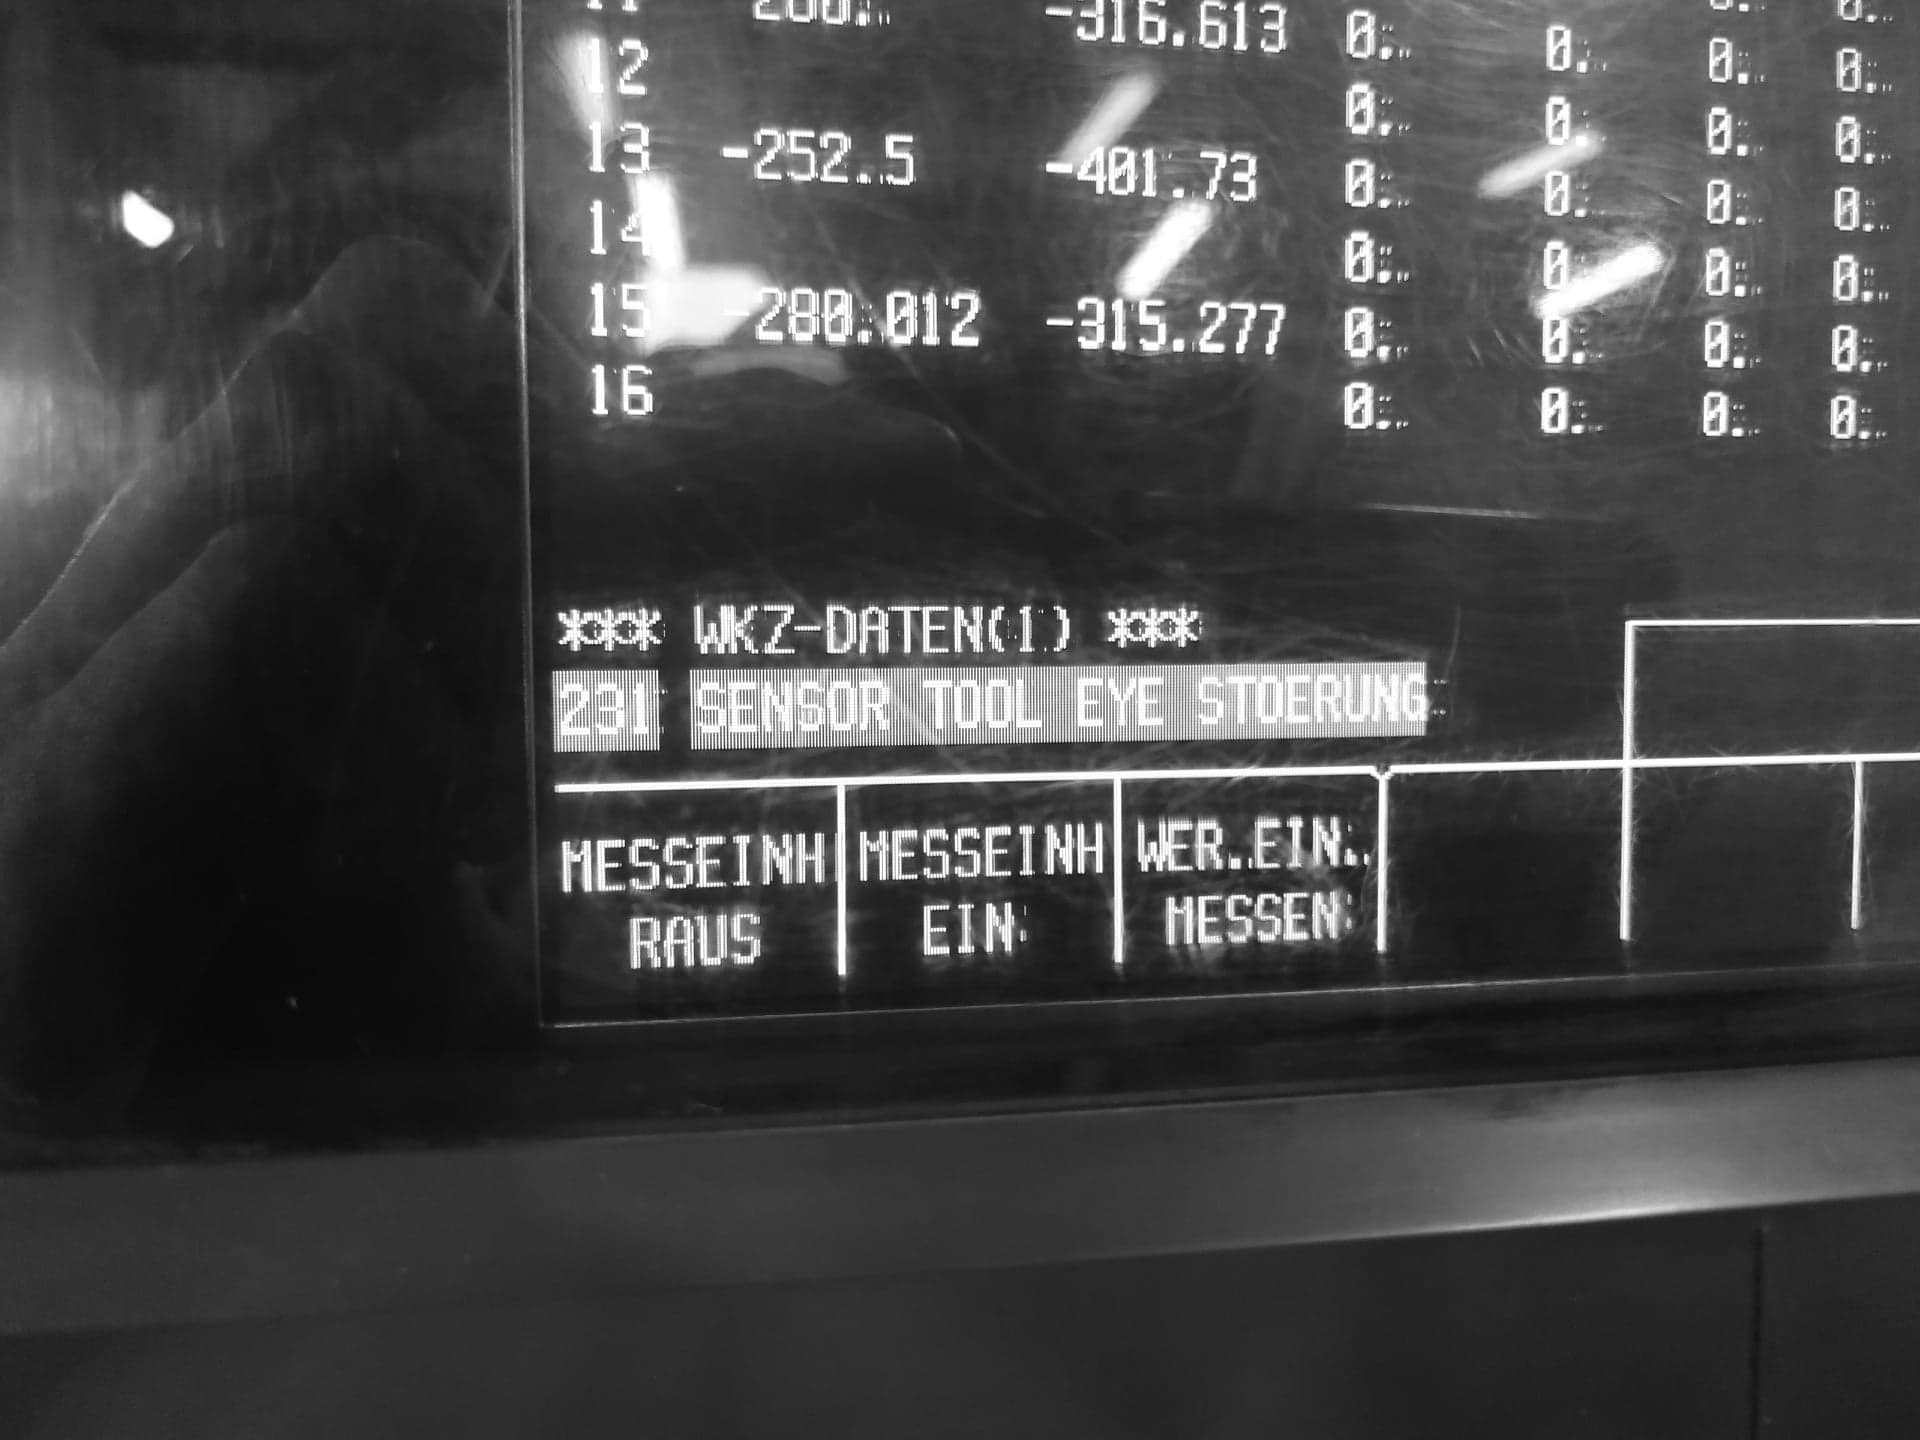 -316.613 0. 0. 0. 0.
12 0. 0. 0. 0.
13 -252.5 -401.73 0. 0. 0. 0.
14 0. 0. 0. 0.
15 -280.012 -315.277 0. 0. 0. 0.
16 0. 0. 0. 0.
*** WKZ-DATEN(1) ***
231 SENSOR TOOL EYE STOERUNG
MESSEINH MESSEINH WER.EIN.
RAUS EIN MESSEN